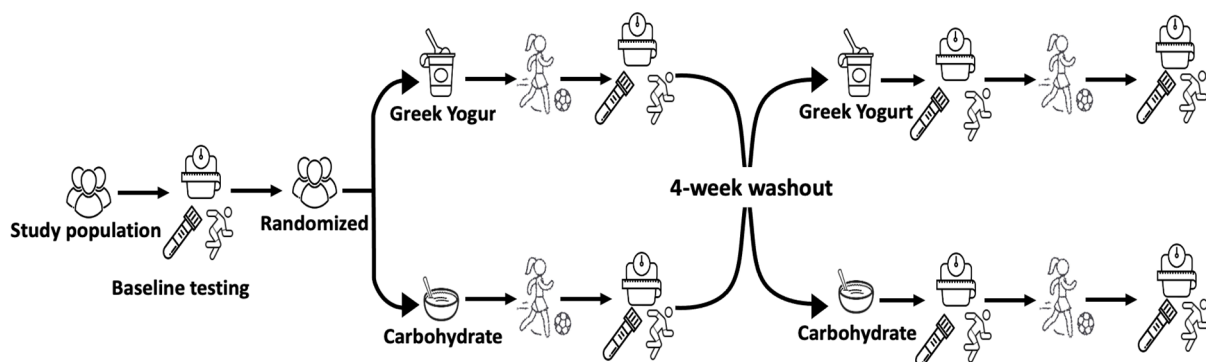 Greek Yogur
Greek Yogurt
4-week washout
Study population
Randomized
Baseline testing
Carbohydrate
Carbohydrate